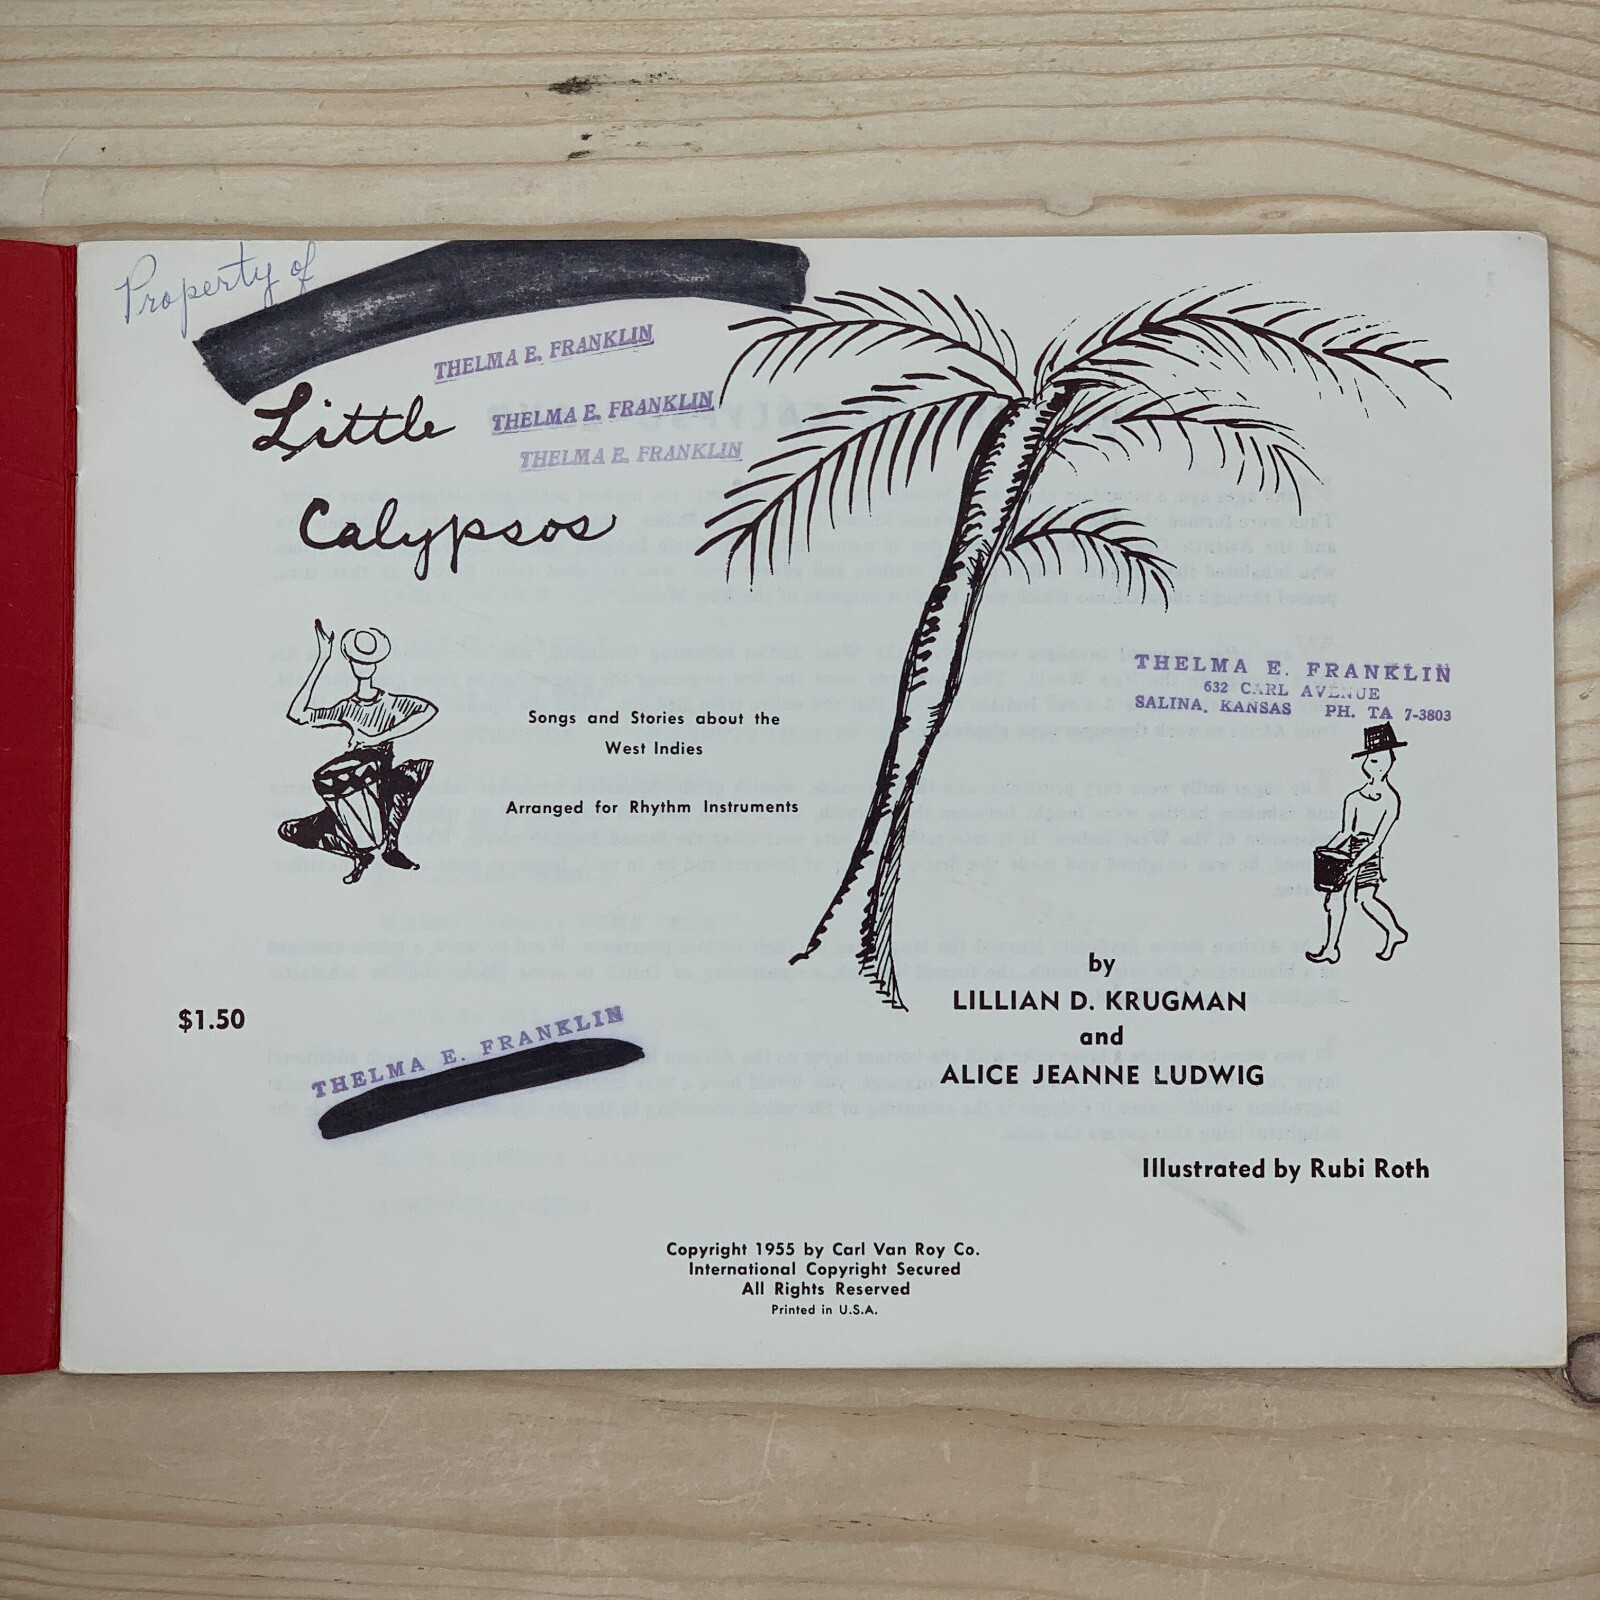 Property of
THELMA E. FRANKLIN
THELMA E. FRANKLIN
THELMA E. FRANKLIN
Little
Calypsos
THELMA E. FRANKLIN
632 CARL AVENUE
SALINA, KANSAS PH. TA 7-3803
Songs and Stories about the
West Indies
Arranged for Rhythm Instruments
by
LILLIAN D. KRUGMAN
and
ALICE JEANNE LUDWIG
$1.50
THELMA E. FRANKLIN
Illustrated by Rubi Roth
Copyright 1955 by Carl Van Roy Co.
International Copyright Secured
All Rights Reserved
Printed in U.S.A.